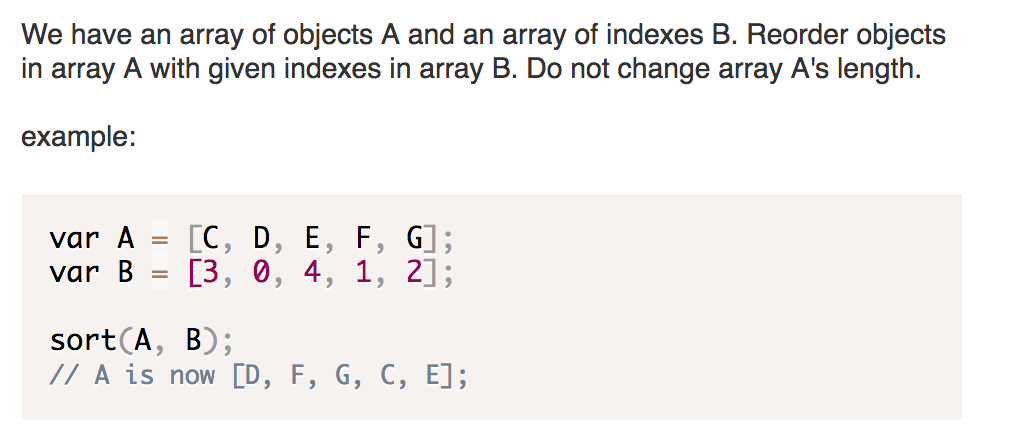 We have an array of objects A and an array of indexes B. Reorder objects
in array A with given indexes in array B. Do not change array A's length.
example:
var A = [C, D, E, F, G];
var B = [3, 0, 4, 1, 2];
sort(A, B);
// A is now [D, F, G, C, E];